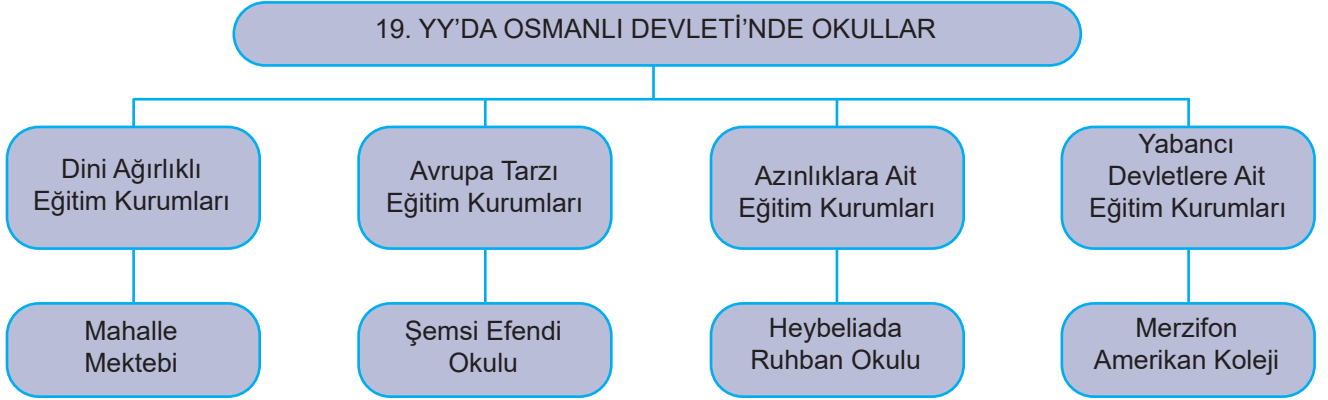 19. YY’DA OSMANLI DEVLETİ’NDE OKULLAR
Dini Ağırlıklı
Eğitim Kurumları
Avrupa Tarzı
Eğitim Kurumları
Azınlıklara Ait
Eğitim Kurumları
Yabancı
Devletlere Ait
Eğitim Kurumları
Mahalle
Mektebi
Şemsi Efendi
Okulu
Heybeliada
Ruhban Okulu
Merzifon
Amerikan Koleji